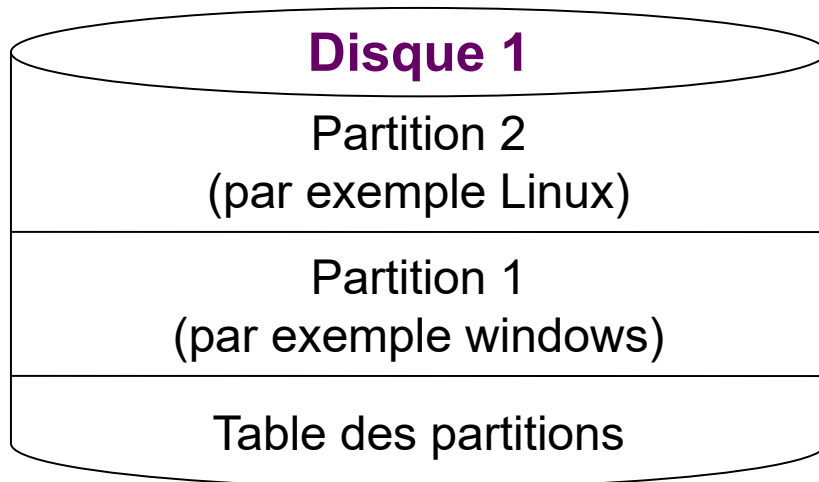 Disque 1
Partition 2
(par exemple Linux)
Partition 1
(par exemple windows)
Table des partitions